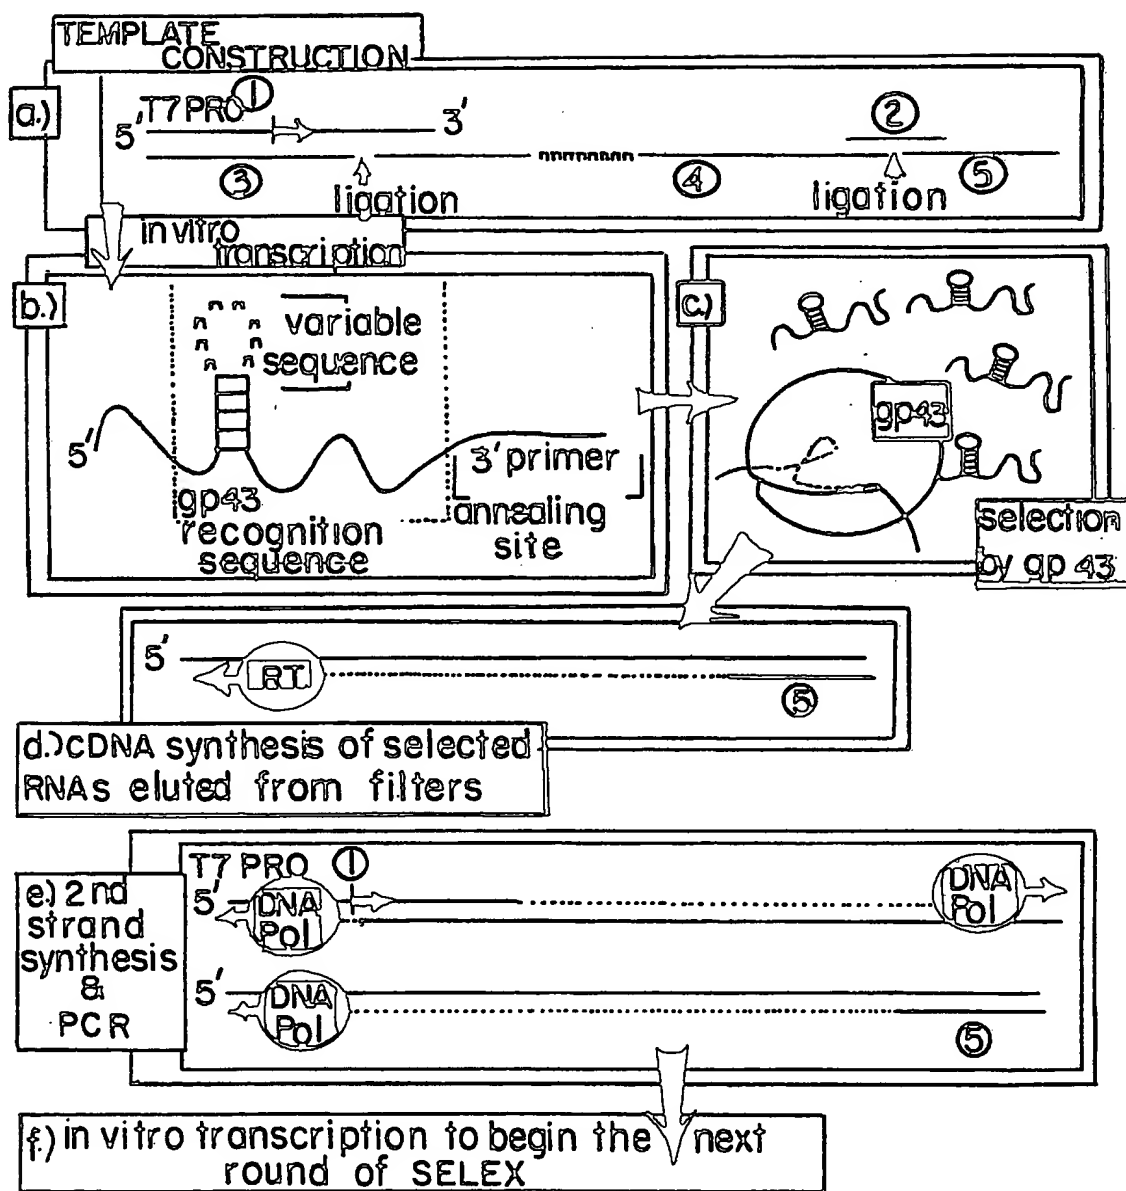 TEMPLATE
CONSTRUCTION
a.)
T7 PRO
①
5'
3'
②
③
ligation
④
ligation
⑤
in vitro
transcription
b.)
n n
n n
n n
n n
variable
sequence
5'
gp43
recognition
sequence
3' primer
annealing
site
c.)
gp43
selection
by gp 43
5'
RT
⑤
d.) cDNA synthesis of selected
RNAs eluted from filters
e.) 2nd
strand
synthesis
&
PCR
T7 PRO
①
5'
DNA
Pol
DNA
Pol
5'
DNA
Pol
⑤
f.) in vitro transcription to begin the next
round of SELEX